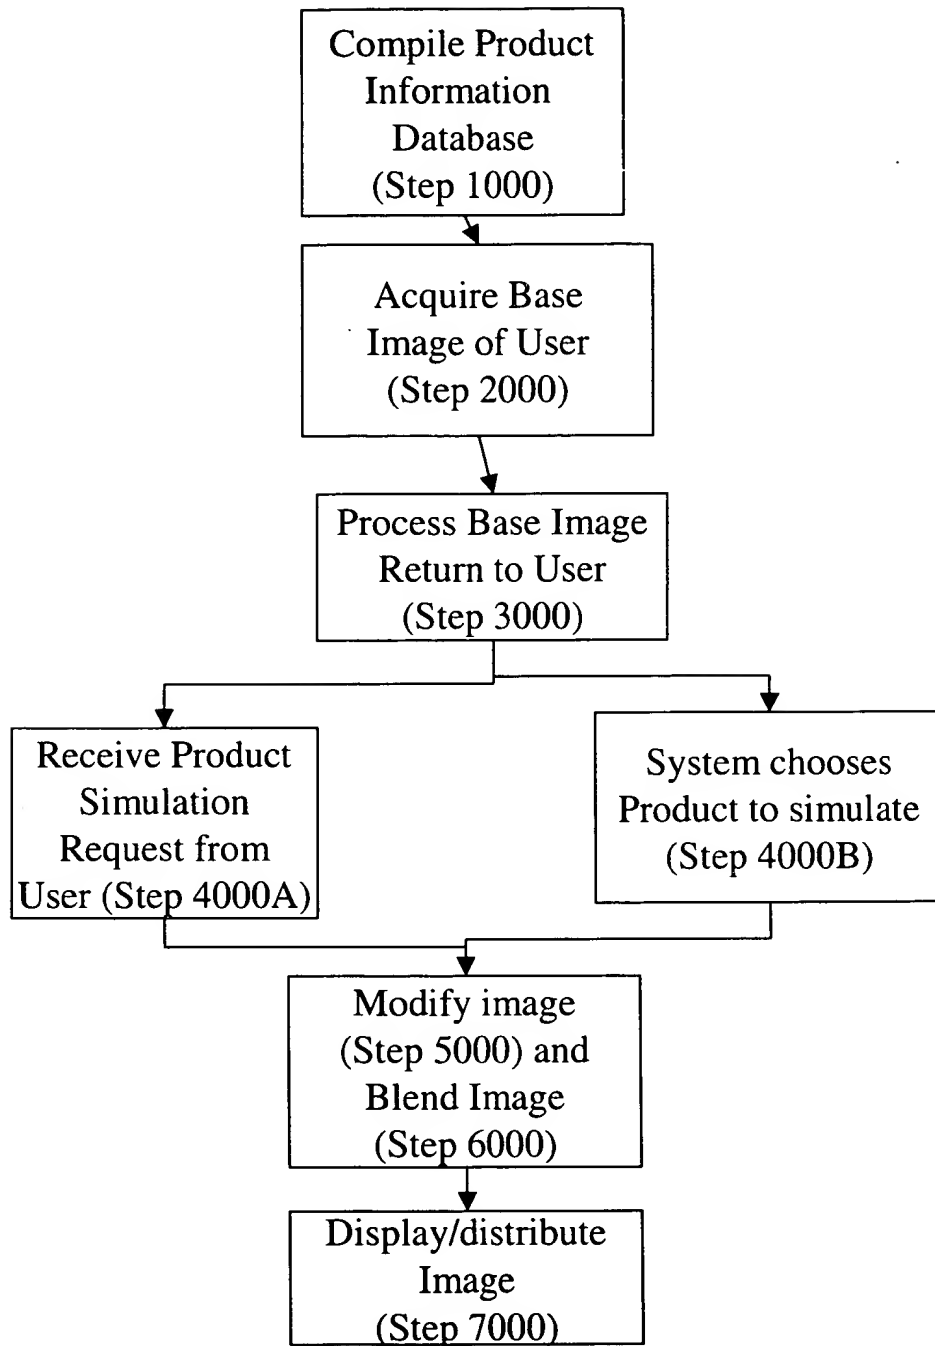 Compile Product
Information
Database
(Step 1000)
Acquire Base
Image of User
(Step 2000)
Process Base Image
Return to User
(Step 3000)
Receive Product
Simulation
Request from
User (Step 4000A)
System chooses
Product to simulate
(Step 4000B)
Modify image
(Step 5000) and
Blend Image
(Step 6000)
Display/distribute
Image
(Step 7000)